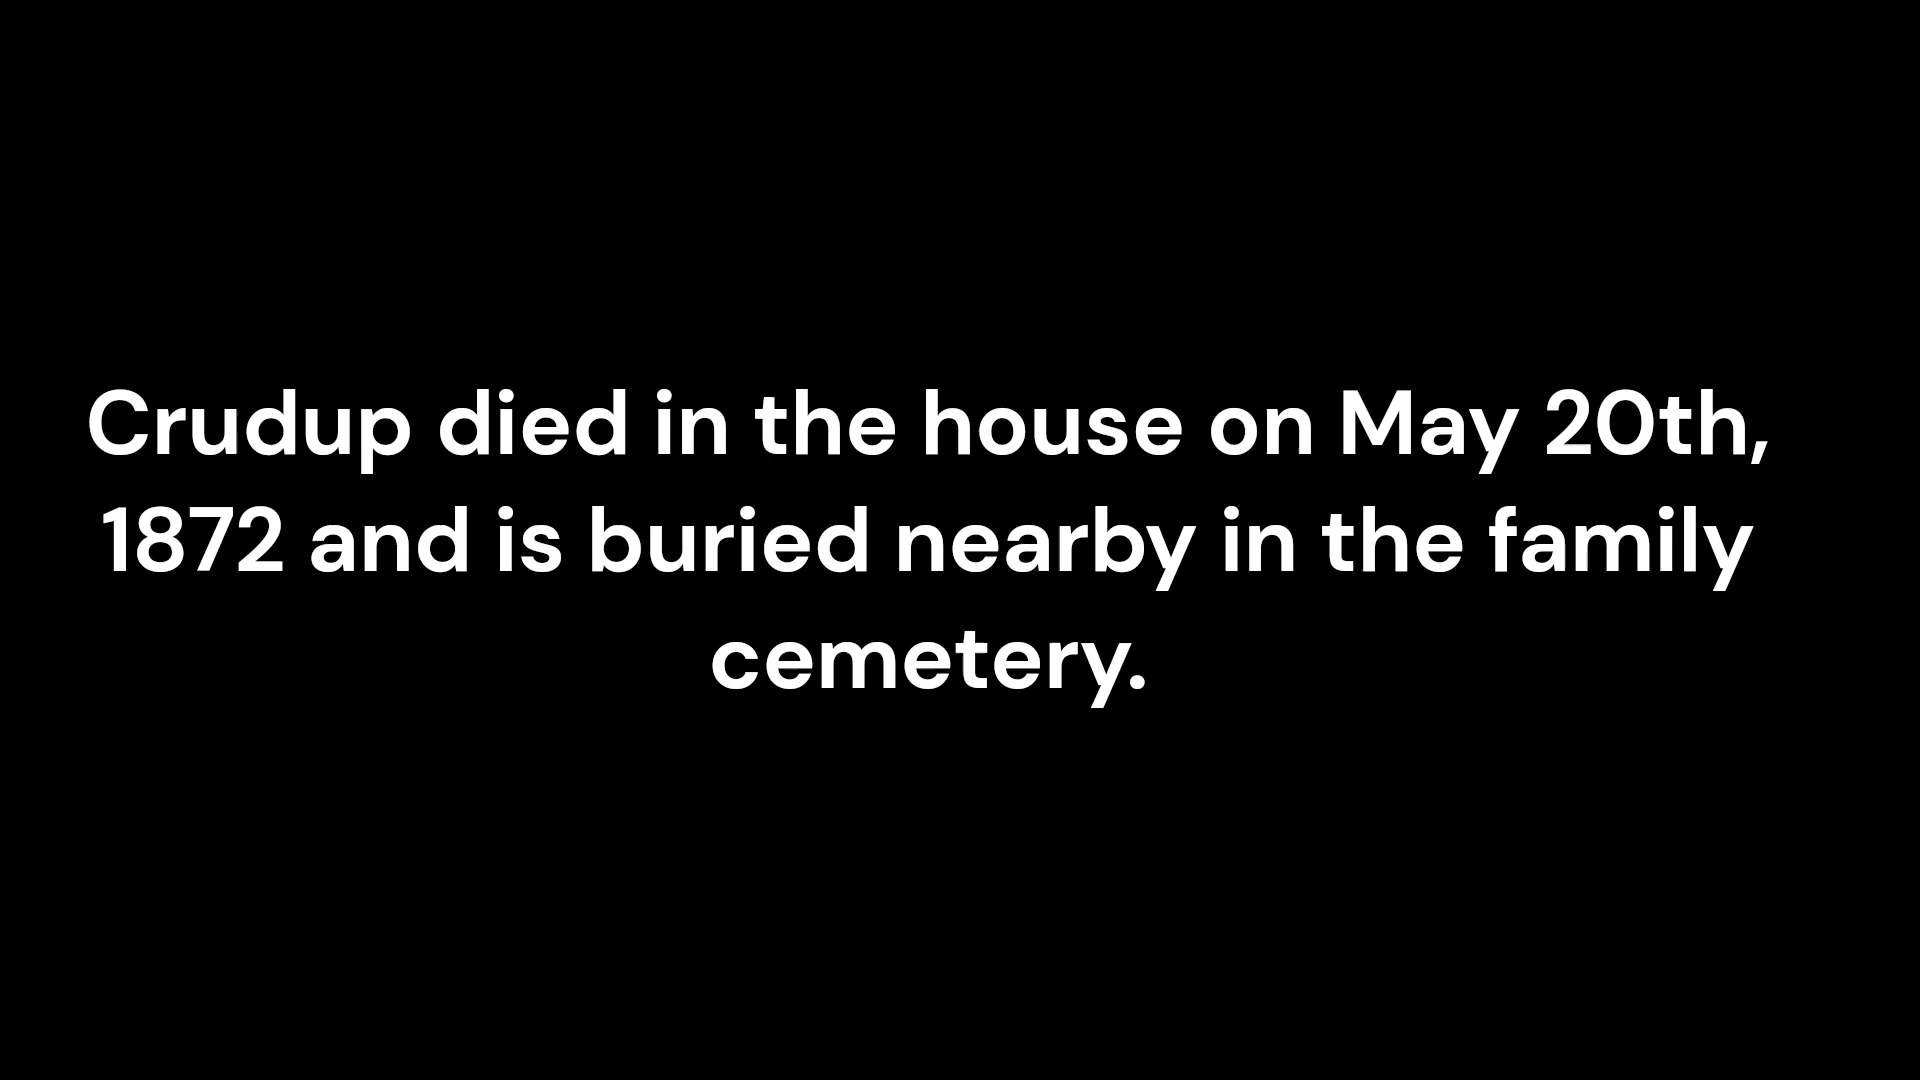 Crudup died in the house on May 20th,
1872 and is buried nearby in the family
cemetery.